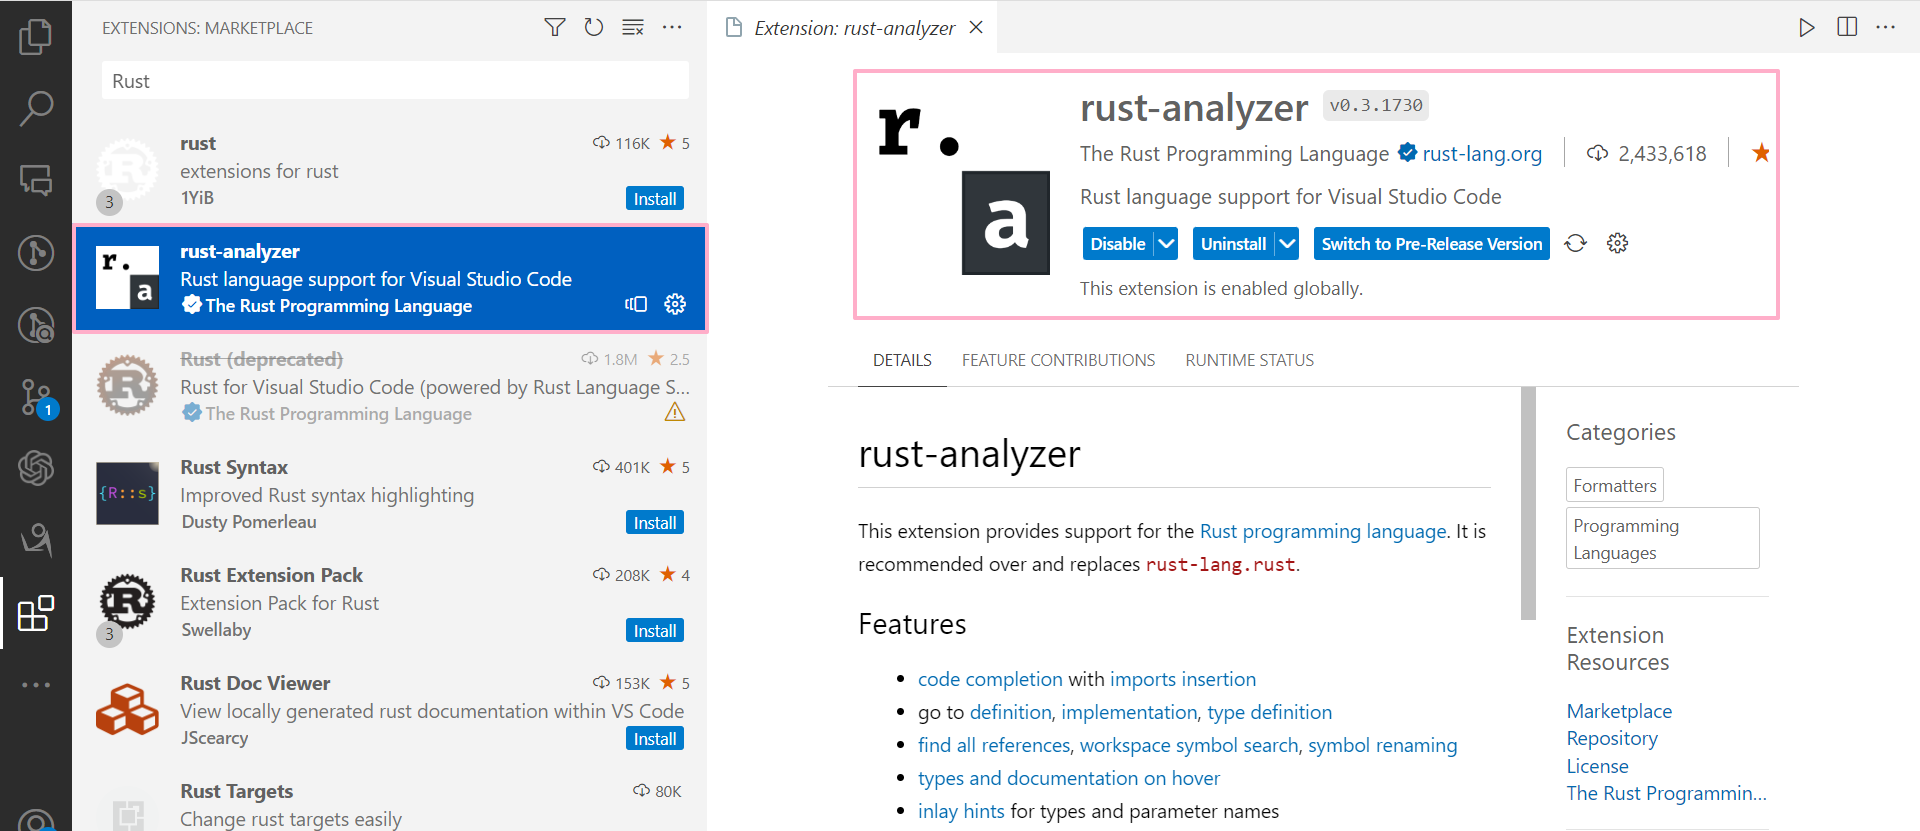 EXTENSIONS: MARKETPLACE
Rust
rust
116K 5
extensions for rust
1YiB
Install
3
r.
a
rust-analyzer
Rust language support for Visual Studio Code
The Rust Programming Language
R
Rust (deprecated)
1.8M 2.5
Rust for Visual Studio Code (powered by Rust Language S...
The Rust Programming Language
{R::s}
Rust Syntax
401K 5
Improved Rust syntax highlighting
Dusty Pomerleau
Install
R
3
Rust Extension Pack
208K 4
Extension Pack for Rust
Swellaby
Install
Rust Doc Viewer
153K 5
View locally generated rust documentation within VS Code
JScearcy
Install
Rust Targets
80K
Change rust targets easily
1
Extension: rust-analyzer
r.
a
rust-analyzer v0.3.1730
The Rust Programming Language rust-lang.org 2,433,618
Rust language support for Visual Studio Code
Disable Uninstall Switch to Pre-Release Version
This extension is enabled globally.
DETAILS FEATURE CONTRIBUTIONS RUNTIME STATUS
rust-analyzer
This extension provides support for the Rust programming language. It is
recommended over and replaces rust-lang.rust.
Features
• code completion with imports insertion
• go to definition, implementation, type definition
• find all references, workspace symbol search, symbol renaming
• types and documentation on hover
• inlay hints for types and parameter names
Categories
Formatters
Programming
Languages
Extension
Resources
Marketplace
Repository
License
The Rust Programmin...